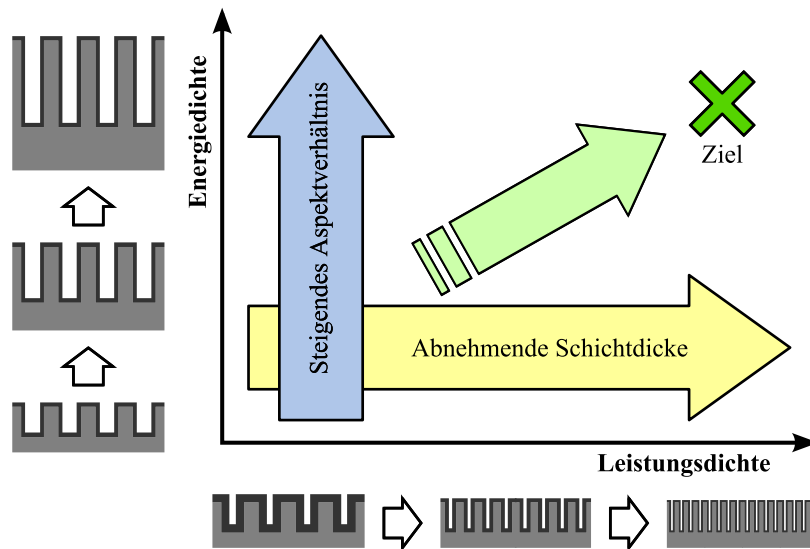 Energiedichte
Steigendes Aspektverhältnis
Ziel
Abnehmende Schichtdicke
Leistungsdichte